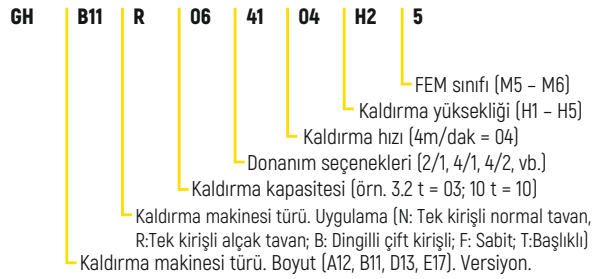 GH B11 R 06 41 04 H2 5
FEM sınıfı (M5 – M6)
Kaldırma yüksekliği (H1 – H5)
Kaldırma hızı (4m/dak = 04)
Donanım seçenekleri (2/1, 4/1, 4/2, vb.)
Kaldırma kapasitesi (örn. 3.2 t = 03; 10 t = 10)
Kaldırma makinesi türü. Uygulama (N: Tek kirişli normal tavan,
R:Tek kirişli alçak tavan; B: Dingilli çift kirişli; F: Sabit; T:Başlıklı)
Kaldırma makinesi türü. Boyut (A12, B11, D13, E17). Versiyon.